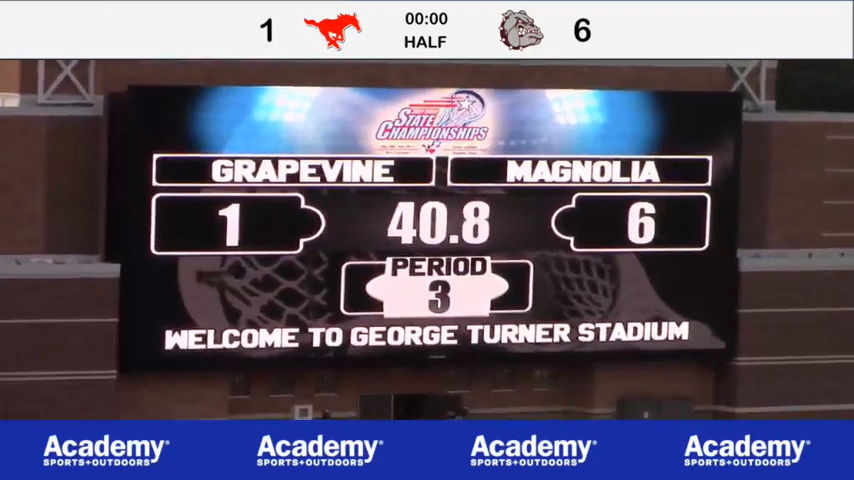 1 00:00 6
HALF
STATE
CHAMPIONSHIPS
GRAPEVINE MAGNOLIA
1 40.8 6
PERIOD
3
WELCOME TO GEORGE TURNER STADIUM
Academy Academy Academy Academy
SPORTS+OUTDOORS SPORTS+OUTDOORS SPORTS+OUTDOORS SPORTS+OUTDOORS